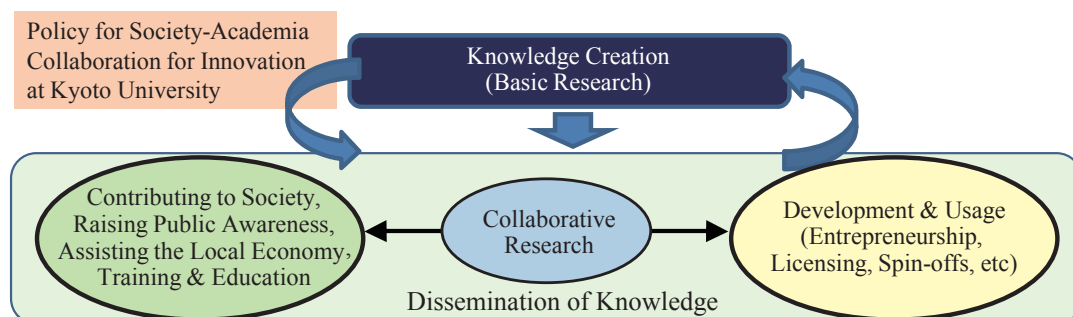 Policy for Society-Academia
Collaboration for Innovation
at Kyoto University
Knowledge Creation
(Basic Research)
Contributing to Society,
Raising Public Awareness,
Assisting the Local Economy,
Training & Education
Collaborative
Research
Development & Usage
(Entrepreneurship,
Licensing, Spin-offs, etc)
Dissemination of Knowledge